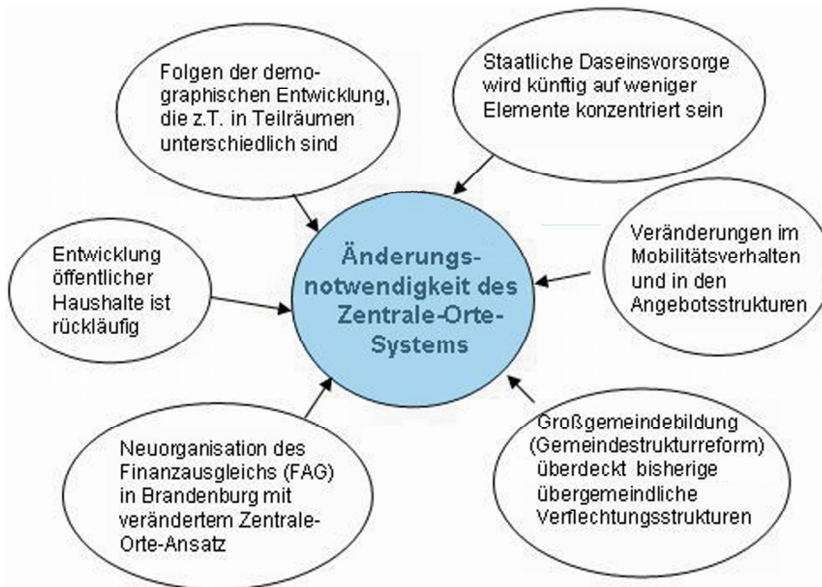 Folgen der demo-
graphischen Entwicklung,
die z.T. in Teilräumen
unterschiedlich sind
Staatliche Daseinsvorsorge
wird künftig auf weniger
Elemente konzentriert sein
Entwicklung
öffentlicher
Haushalte ist
rückläufig
Änderungs-
notwendigkeit des
Zentrale-Orte-
Systems
Veränderungen im
Mobilitätsverhalten
und in den
Angebotsstrukturen
Neuorganisation des
Finanzausgleichs (FAG)
in Brandenburg mit
verändertem Zentrale-
Orte-Ansatz
Großgemeindebildung
(Gemeindestrukturreform)
überdeckt bisherige
übergemeindliche
Verflechtungsstrukturen